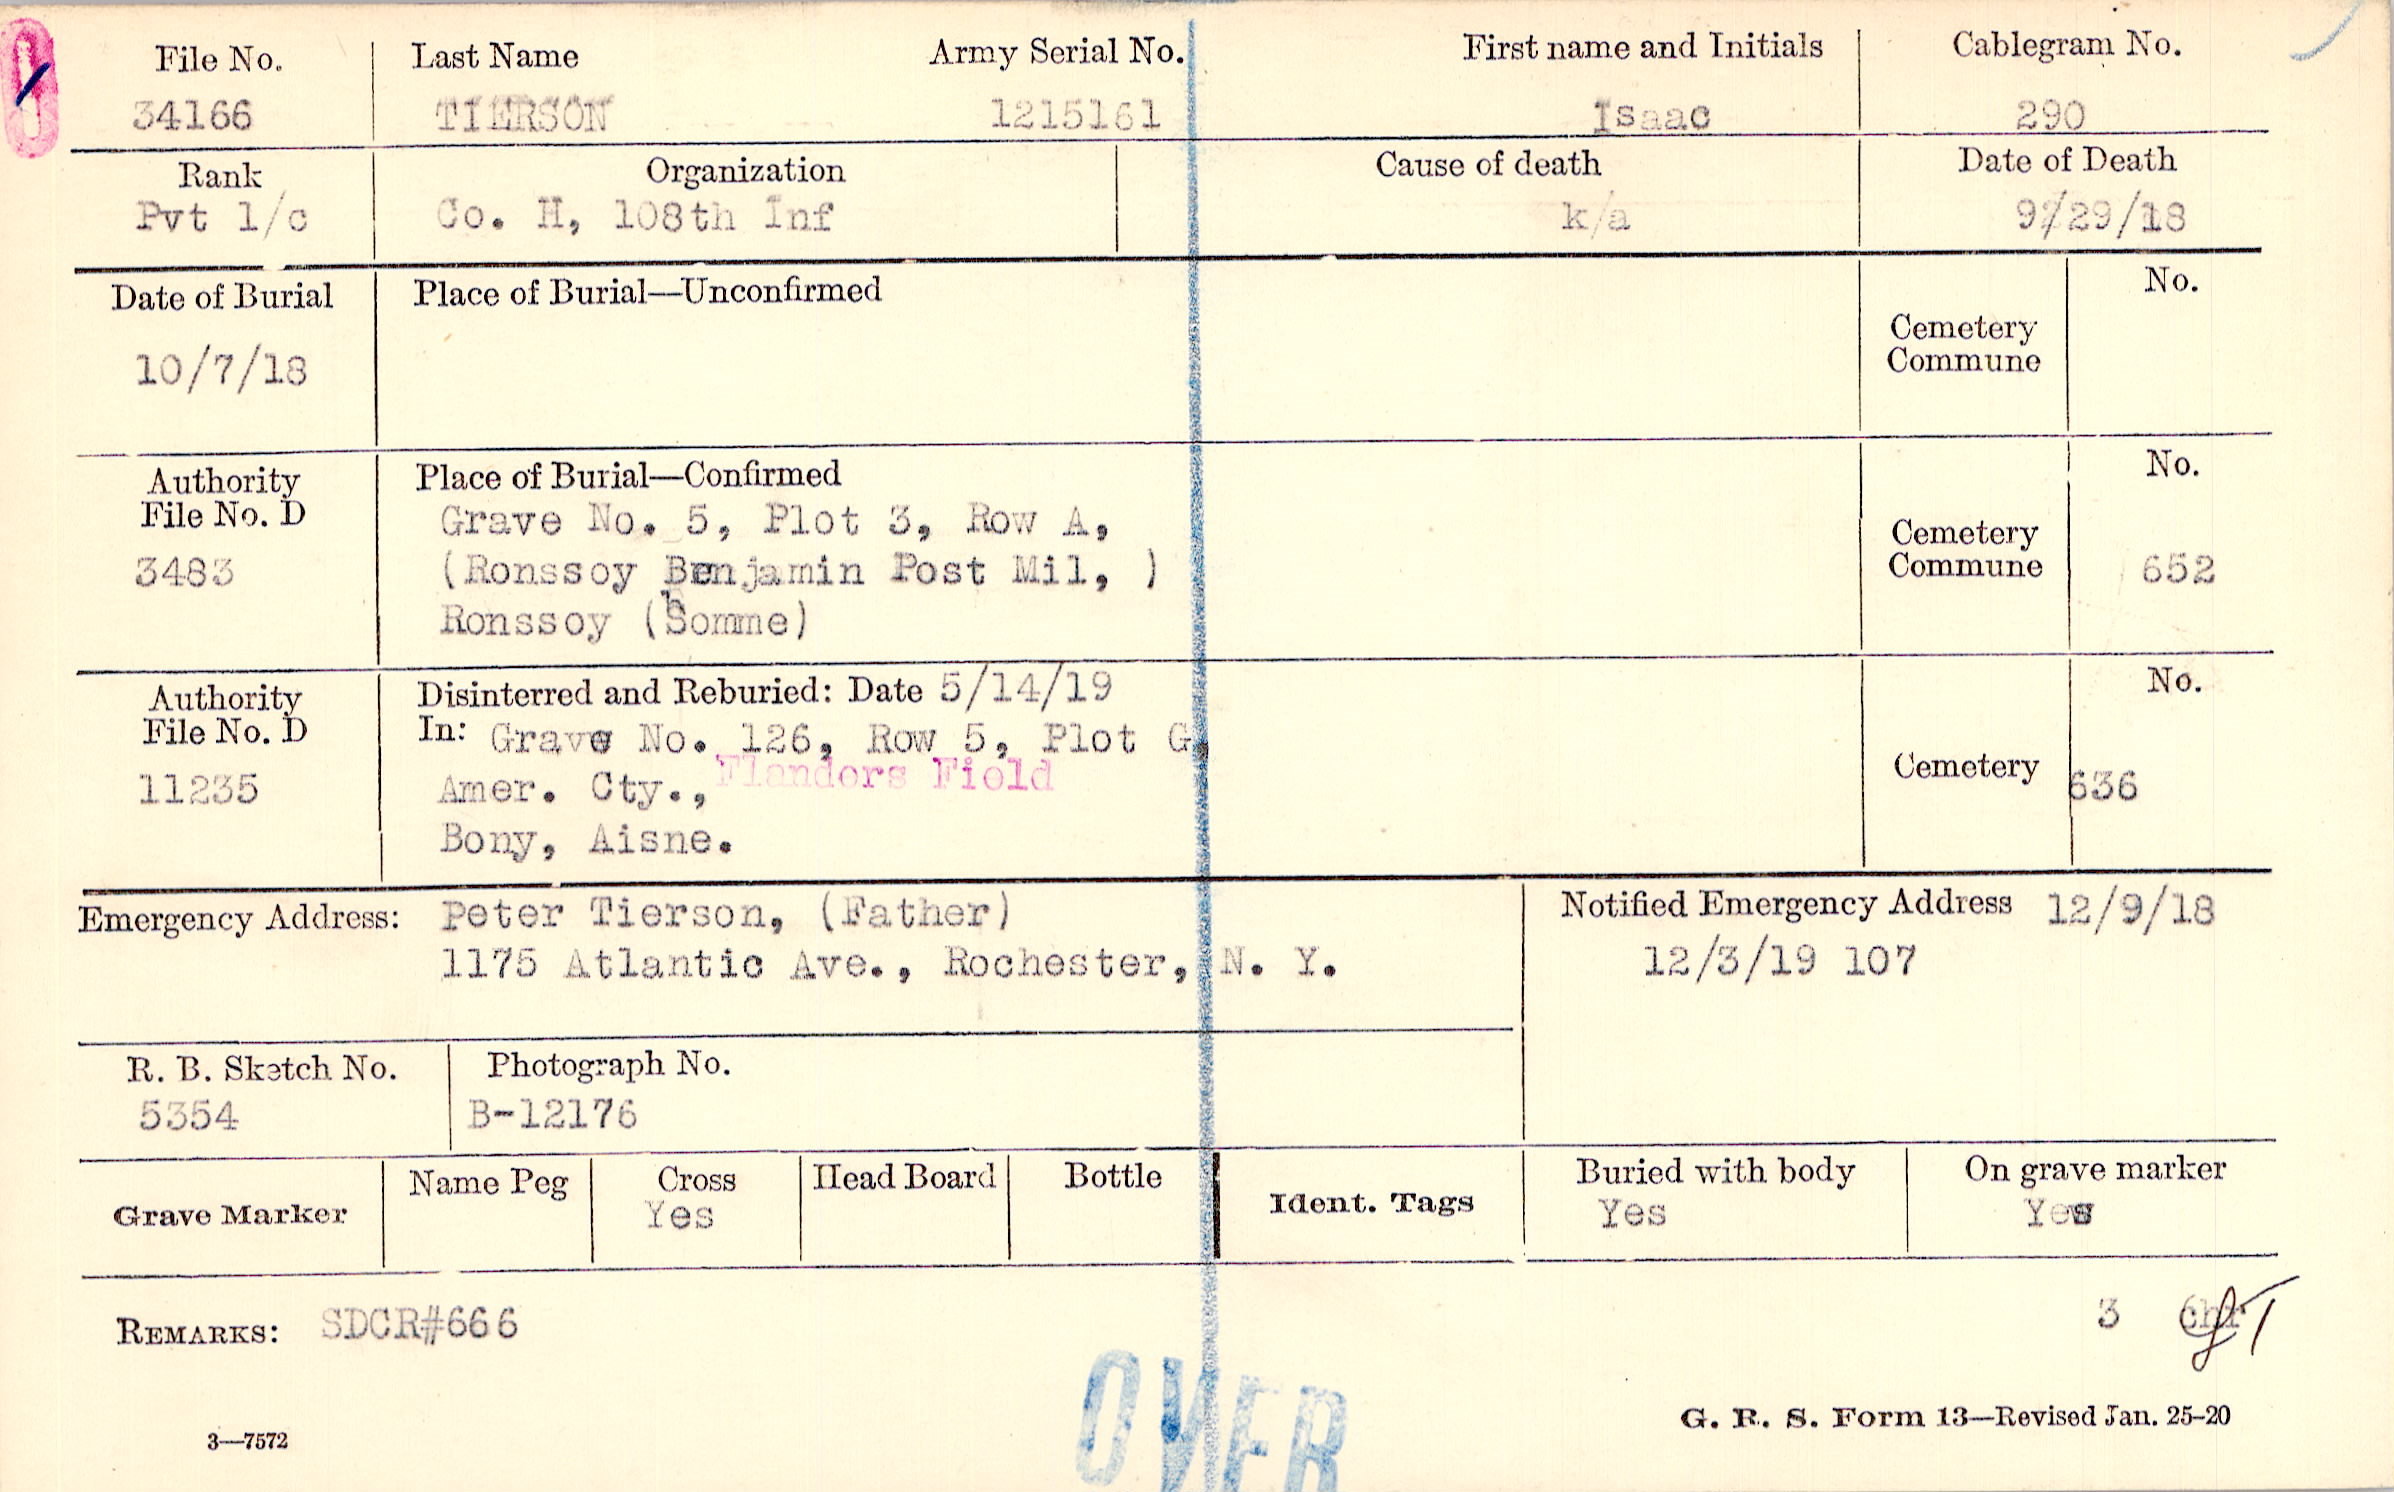 File No. Last Name Army Serial No. First name and Initials Cablegram No.
34166 TIERSON 1215161 Isaac 290
Rank Organization Cause of death Date of Death
Pvt 1/c Co. H, 108th Inf k/a 9/29/18
Date of Burial Place of Burial—Unconfirmed No.
10/7/18 Cemetery
Commune
Authority Place of Burial—Confirmed No.
File No. D Grave No. 5, Plot 3, Row A, Cemetery
3483 (Ronssoy Benjamin Post Mil, ) Commune 652
Ronssoy (Somme)
Authority Disinterred and Reburied: Date 5/14/19 No.
File No. D In: Grave No. 126, Row 5, Plot G,
Flandors Field
11235 Amer. Cty., Cemetery 636
Bony, Aisne.
Emergency Address: Peter Tierson, (Father) Notified Emergency Address 12/9/18
1175 Atlantic Ave., Rochester, N. Y. 12/3/19 107
R. B. Sketch No. Photograph No.
5354 B-12176
Grave Marker Name Peg Cross Head Board Bottle Ident. Tags Buried with body On grave marker
Yes Yes Yes
REMARKS: SDCR#666 3
OVER
3—7572 G. R. S. Form 13—Revised Jan. 25-20